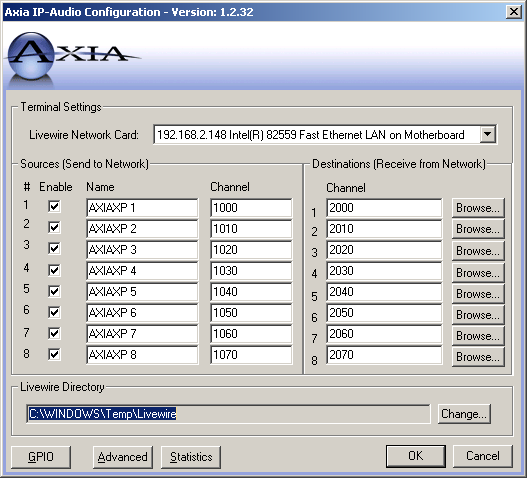 Axia IP-Audio Configuration - Version: 1.2.32
AXIA
Terminal Settings
Livewire Network Card: 192.168.2.148 Intel(R) 82559 Fast Ethernet LAN on Motherboard
Sources (Send to Network) Destinations (Receive from Network)
# Enable Name Channel Channel
1 AXIAXP 1 1000 1 2000 Browse...
2 AXIAXP 2 1010 2 2010 Browse...
3 AXIAXP 3 1020 3 2020 Browse...
4 AXIAXP 4 1030 4 2030 Browse...
5 AXIAXP 5 1040 5 2040 Browse...
6 AXIAXP 6 1050 6 2050 Browse...
7 AXIAXP 7 1060 7 2060 Browse...
8 AXIAXP 8 1070 8 2070 Browse...
Livewire Directory
C:\WINDOWS\Temp\Livewire Change...
GPIO Advanced Statistics OK Cancel